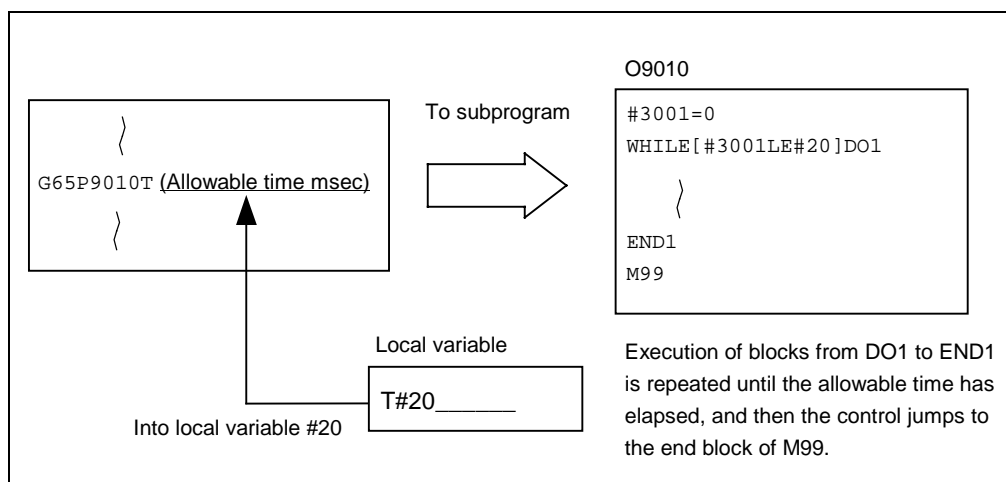 G65P9010T (Allowable time msec)
To subprogram
O9010
#3001=0
WHILE[#3001LE#20]DO1
END1
M99
Local variable
T#20______
Into local variable #20
Execution of blocks from DO1 to END1
is repeated until the allowable time has
elapsed, and then the control jumps to
the end block of M99.